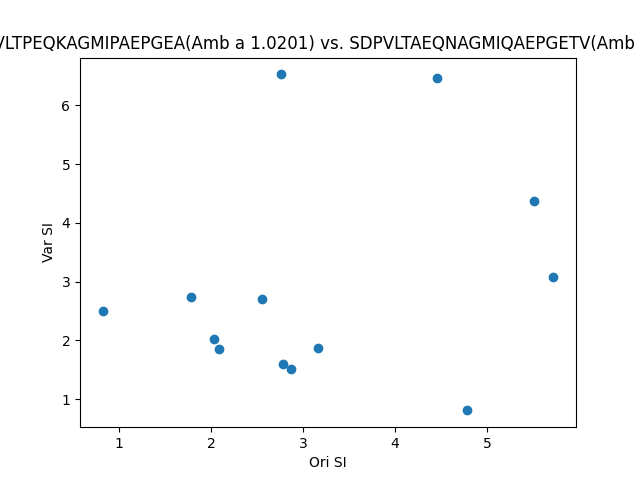 VLTPEQKAGMIPAEPGEA(Amb a 1.0201) vs. SDPVLTAEQNAGMIQAEPGETV(Amb
6
5
4
3
2
1
Var SI
1 2 3 4 5
Ori SI